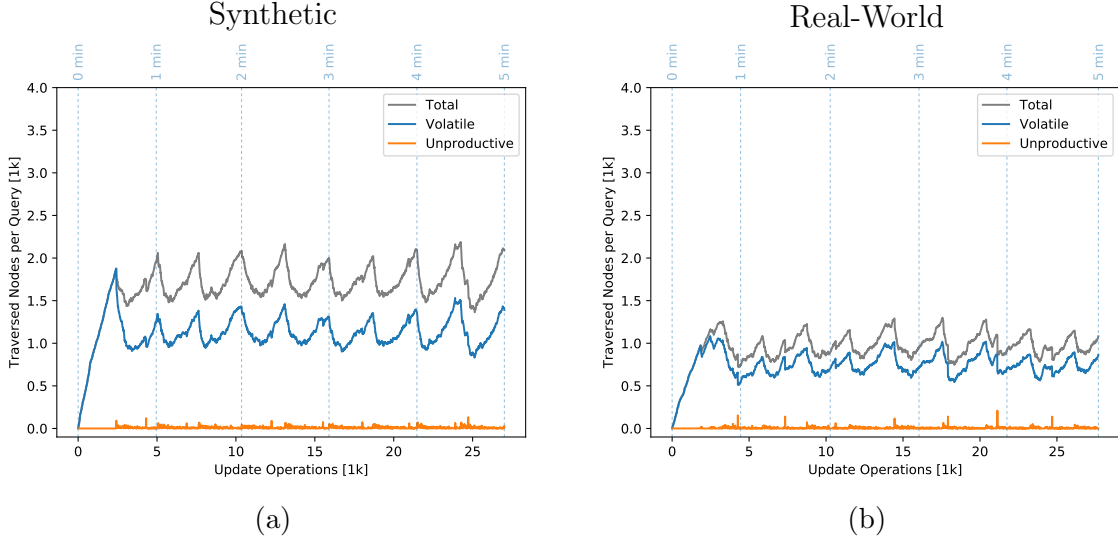 Synthetic
0 min
1 min
2 min
3 min
4 min
5 min
4.0
3.5
3.0
2.5
2.0
1.5
1.0
0.5
0.0
Traversed Nodes per Query [1k]
Total
Volatile
Unproductive
0
5
10
15
20
25
Update Operations [1k]
(a)
Real-World
0 min
1 min
2 min
3 min
4 min
5 min
4.0
3.5
3.0
2.5
2.0
1.5
1.0
0.5
0.0
Traversed Nodes per Query [1k]
Total
Volatile
Unproductive
0
5
10
15
20
25
Update Operations [1k]
(b)